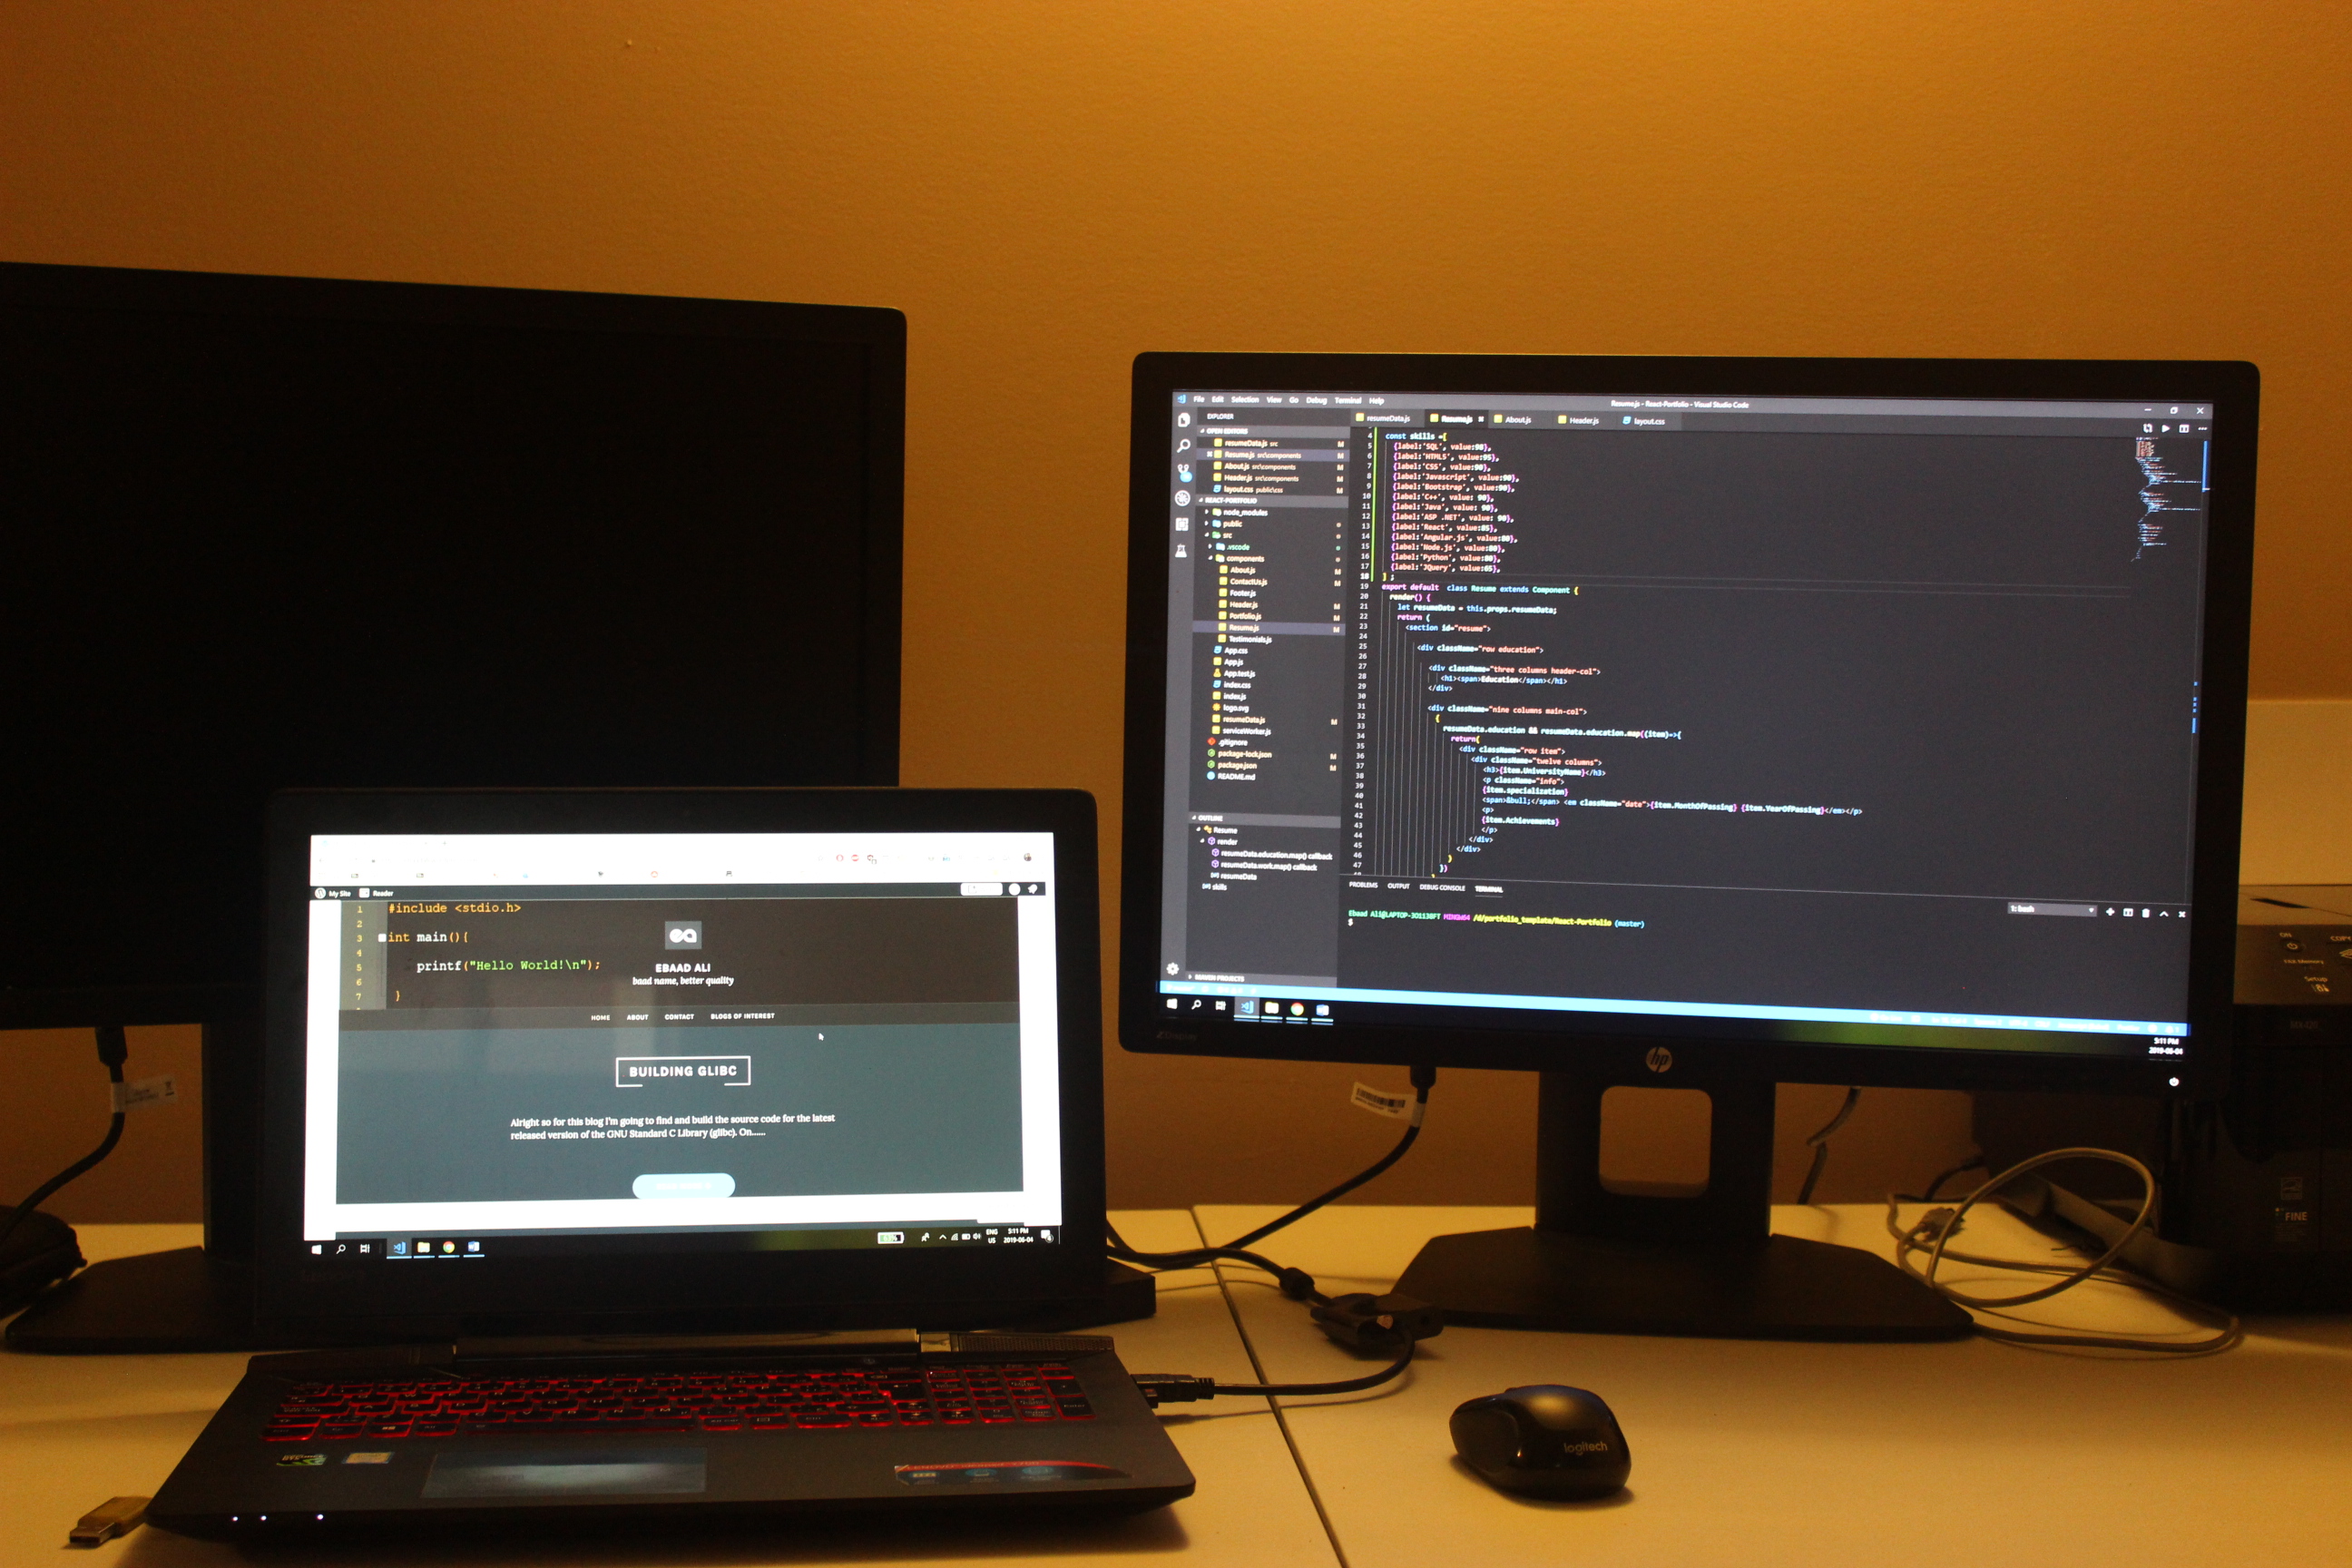 My Site Reader
1 #include <stdio.h>
2
3 int main(){
4
5 printf("Hello World!\n");
6
7 }
EBAAD ALI
baad name, better quality
HOME ABOUT CONTACT BLOGS OF INTEREST
BUILDING GLIBC
Alright so for this blog I'm going to find and build the source code for the latest
released version of the GNU Standard C Library (glibc). On......
ENG
US
5:11 PM
2019-06-04
File Edit Selection View Go Debug Terminal Help
Resume.js - React-Portfolio - Visual Studio Code
EXPLORER
OPEN EDITORS
resumeData.js src M
Resume.js src\components M
About.js src\components M
Header.js src\components M
layout.css public\css M
REACT-PORTFOLIO
node_modules
public
src
.vscode
components
About.js M
ContactUs.js M
Footer.js
Header.js M
Portfolio.js M
Resume.js M
Testimonials.js
App.css
App.js
App.test.js
index.css
index.js
logo.svg
resumeData.js M
serviceWorker.js
.gitignore
package-lock.json M
package.json M
README.md
OUTLINE
Resume
render
resumeData.education.map() callback
resumeData.work.map() callback
resumeData
skills
MAVEN PROJECTS
resumeData.js Resume.js About.js Header.js layout.css
4 const skills =[
5 {label:'SQL', value:90},
6 {label:'HTML5', value:95},
7 {label:'CSS', value:90},
8 {label:'Javascript', value:90},
9 {label:'Bootstrap', value:90},
10 {label:'C++', value: 90},
11 {label:'Java', value: 90},
12 {label:'ASP .NET', value: 90},
13 {label:'React', value:85},
14 {label:'Angular.js', value:80},
15 {label:'Node.js', value:80},
16 {label:'Python', value:80},
17 {label:'JQuery', value:65},
18 ] ;
19 export default class Resume extends Component {
20 render() {
21 let resumeData = this.props.resumeData;
22 return (
23 <section id="resume">
24
25 <div className="row education">
26
27 <div className="three columns header-col">
28 <h1><span>Education</span></h1>
29 </div>
30
31 <div className="nine columns main-col">
32 {
33 resumeData.education && resumeData.education.map((item)=>{
34 return(
35 <div className="row item">
36 <div className="twelve columns">
37 <h3>{item.UniversityName}</h3>
38 <p className="info">
39 {item.specialization}
40 <span>&bull;</span> <em className="date">{item.MonthOfPassing} {item.YearOfPassing}</em></p>
41 <p>
42 {item.Achievements}
43 </p>
44 </div>
45 </div>
46 )
47 })
PROBLEMS OUTPUT DEBUG CONSOLE TERMINAL
1: bash
Ebaad Ali@LAPTOP-3O1138FT MINGW64 /d/portfolio_template/React-Portfolio (master)
$
5:11 PM
2019-06-04
hp
logitech
ON
COPY
Setup
FINE